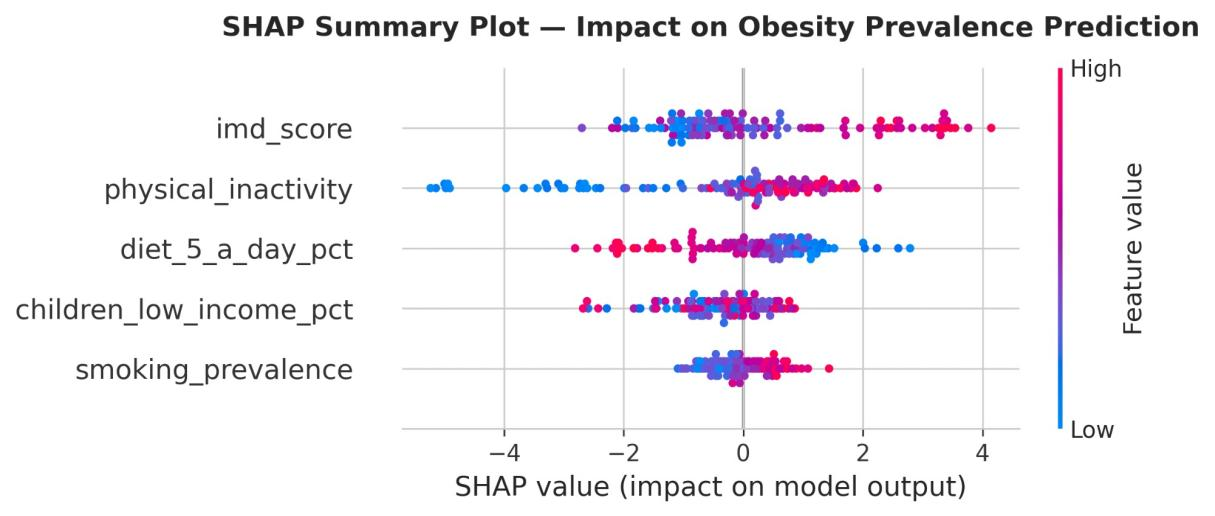 SHAP Summary Plot — Impact on Obesity Prevalence Prediction
High
imd_score
physical_inactivity
diet_5_a_day_pct
children_low_income_pct
smoking_prevalence
Feature value
Low
−4 −2 0 2 4
SHAP value (impact on model output)